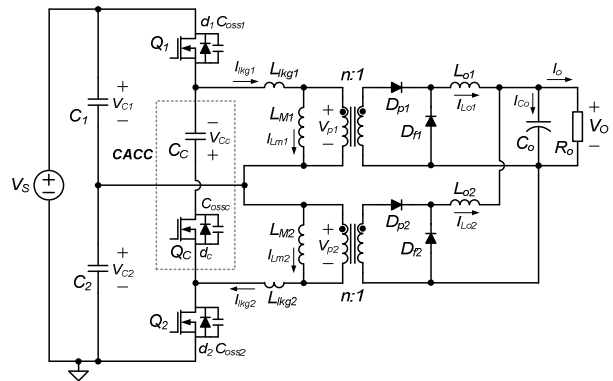 d1 Coss1
Q1
Ilkg1
Llkg1
n:1
Dp1
Lo1
ILo1
Io
C1
+
VC1
−
−
VCc
+
CC
CACC
LM1
ILm1
+
Vp1
−
Df1
ICo
Co
Ro
+
VO
−
VS
+
−
Cossc
QC
dc
C2
+
VC2
−
LM2
ILm2
+
Vp2
−
Dp2
Lo2
ILo2
Df2
Ilkg2
Llkg2
n:1
Q2
d2 Coss2